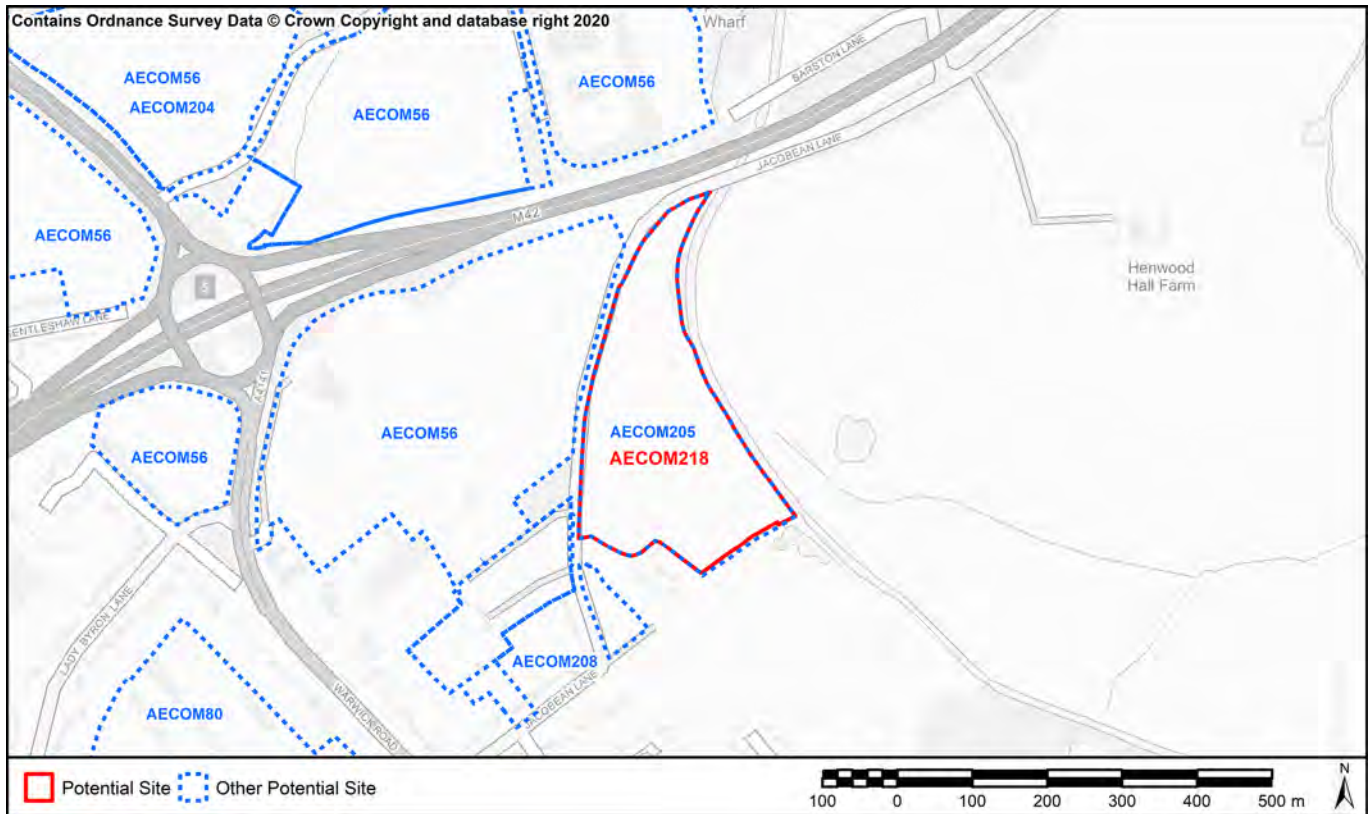 Contains Ordnance Survey Data © Crown Copyright and database right 2020
Wharf
BARSTON LANE
AECOM56
AECOM204
AECOM56
AECOM56
JACOBEAN LANE
M42
AECOM56
5
ENTLESHAW LANE
A4141
Henwood
Hall Farm
AECOM56
AECOM205
AECOM218
AECOM56
LADY BYRON LANE
AECOM208
JACOBEAN LANE
WARWICK ROAD
AECOM80
Potential Site
Other Potential Site
100 0 100 200 300 400 500 m
N